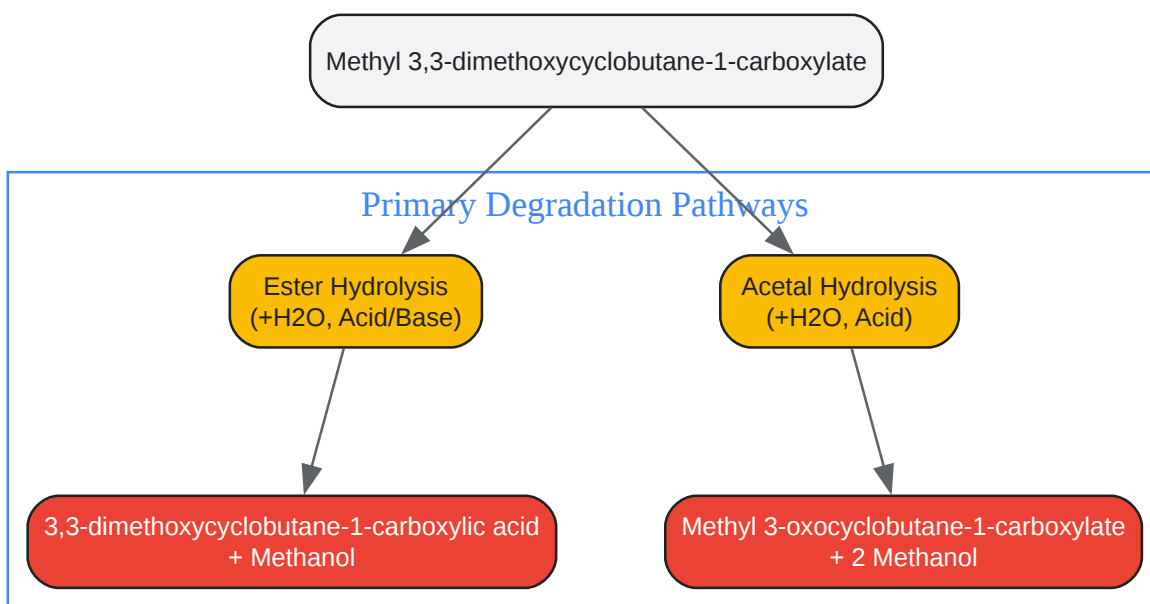 Methyl 3,3-dimethoxycyclobutane-1-carboxylate
Primary Degradation Pathways
Ester Hydrolysis
(+H2O, Acid/Base)
Acetal Hydrolysis
(+H2O, Acid)
3,3-dimethoxycyclobutane-1-carboxylic acid
+ Methanol
Methyl 3-oxocyclobutane-1-carboxylate
+ 2 Methanol